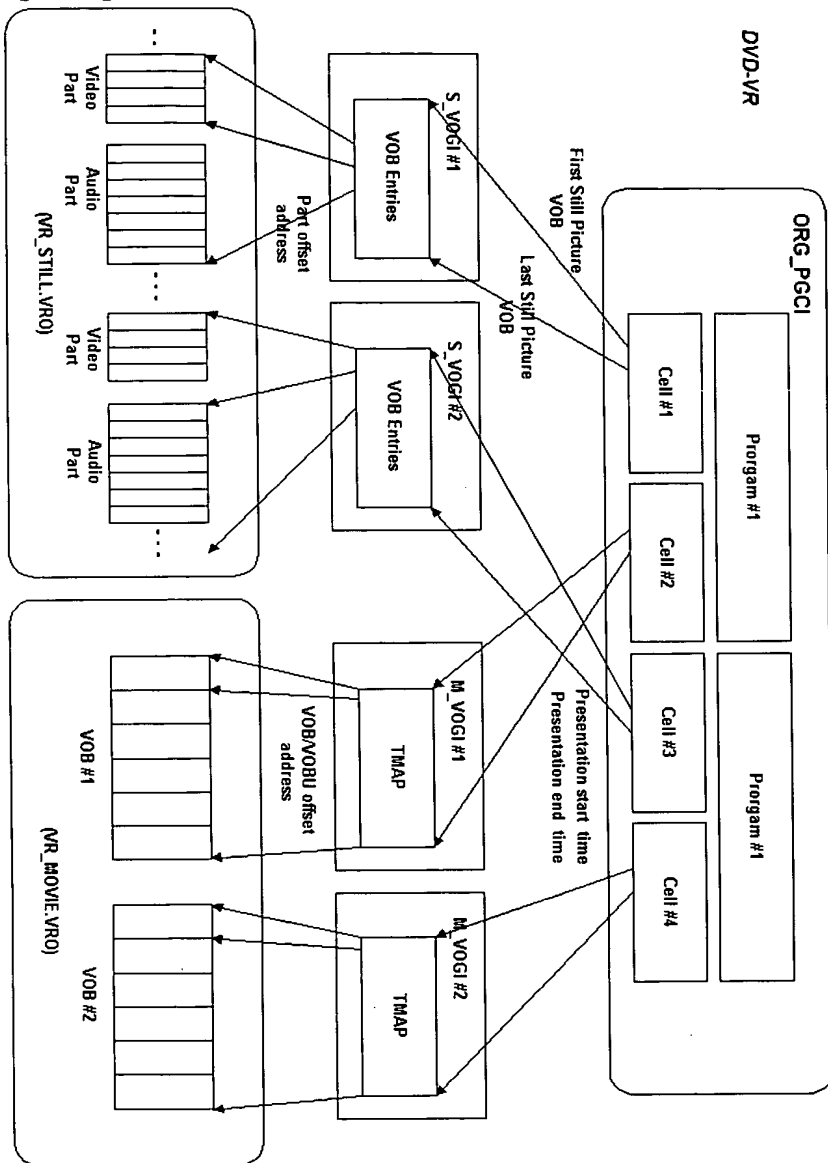 DVD-VR
ORG_PGCI
Prorgam #1
Prorgam #1
Cell #1
Cell #2
Cell #3
Cell #4
First Still Picture
VOB
Last Still Picture
VOB
Presentation start time
Presentation end time
S_VOGI #1
VOB Entries
S_VOGI #2
VOB Entries
M_VOGI #1
TMAP
M_VOGI #2
TMAP
Part offset
address
VOB/VOBU offset
address
...
Video
Part
Audio
Part
...
Video
Part
Audio
Part
...
(VR_STILL.VRO)
VOB #1
VOB #2
(VR_MOVIE.VRO)